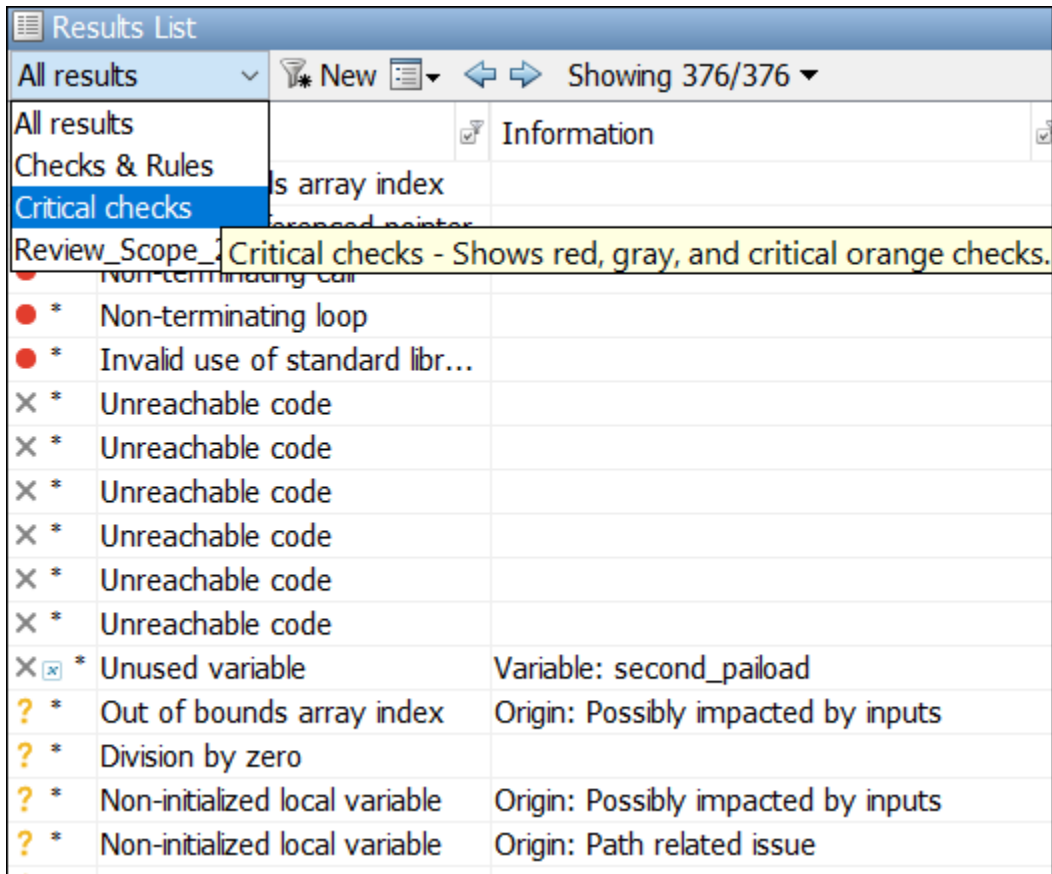 Results List
All results New Showing 376/376
All results
Information
Checks & Rules
s array index
Critical checks
Review_Scope_
Critical checks - Shows red, gray, and critical orange checks.
Non-terminating call
* Non-terminating loop
* Invalid use of standard libr...
* Unreachable code
* Unreachable code
* Unreachable code
* Unreachable code
* Unreachable code
* Unreachable code
* Unused variable Variable: second_paiload
? * Out of bounds array index Origin: Possibly impacted by inputs
? * Division by zero
? * Non-initialized local variable Origin: Possibly impacted by inputs
? * Non-initialized local variable Origin: Path related issue